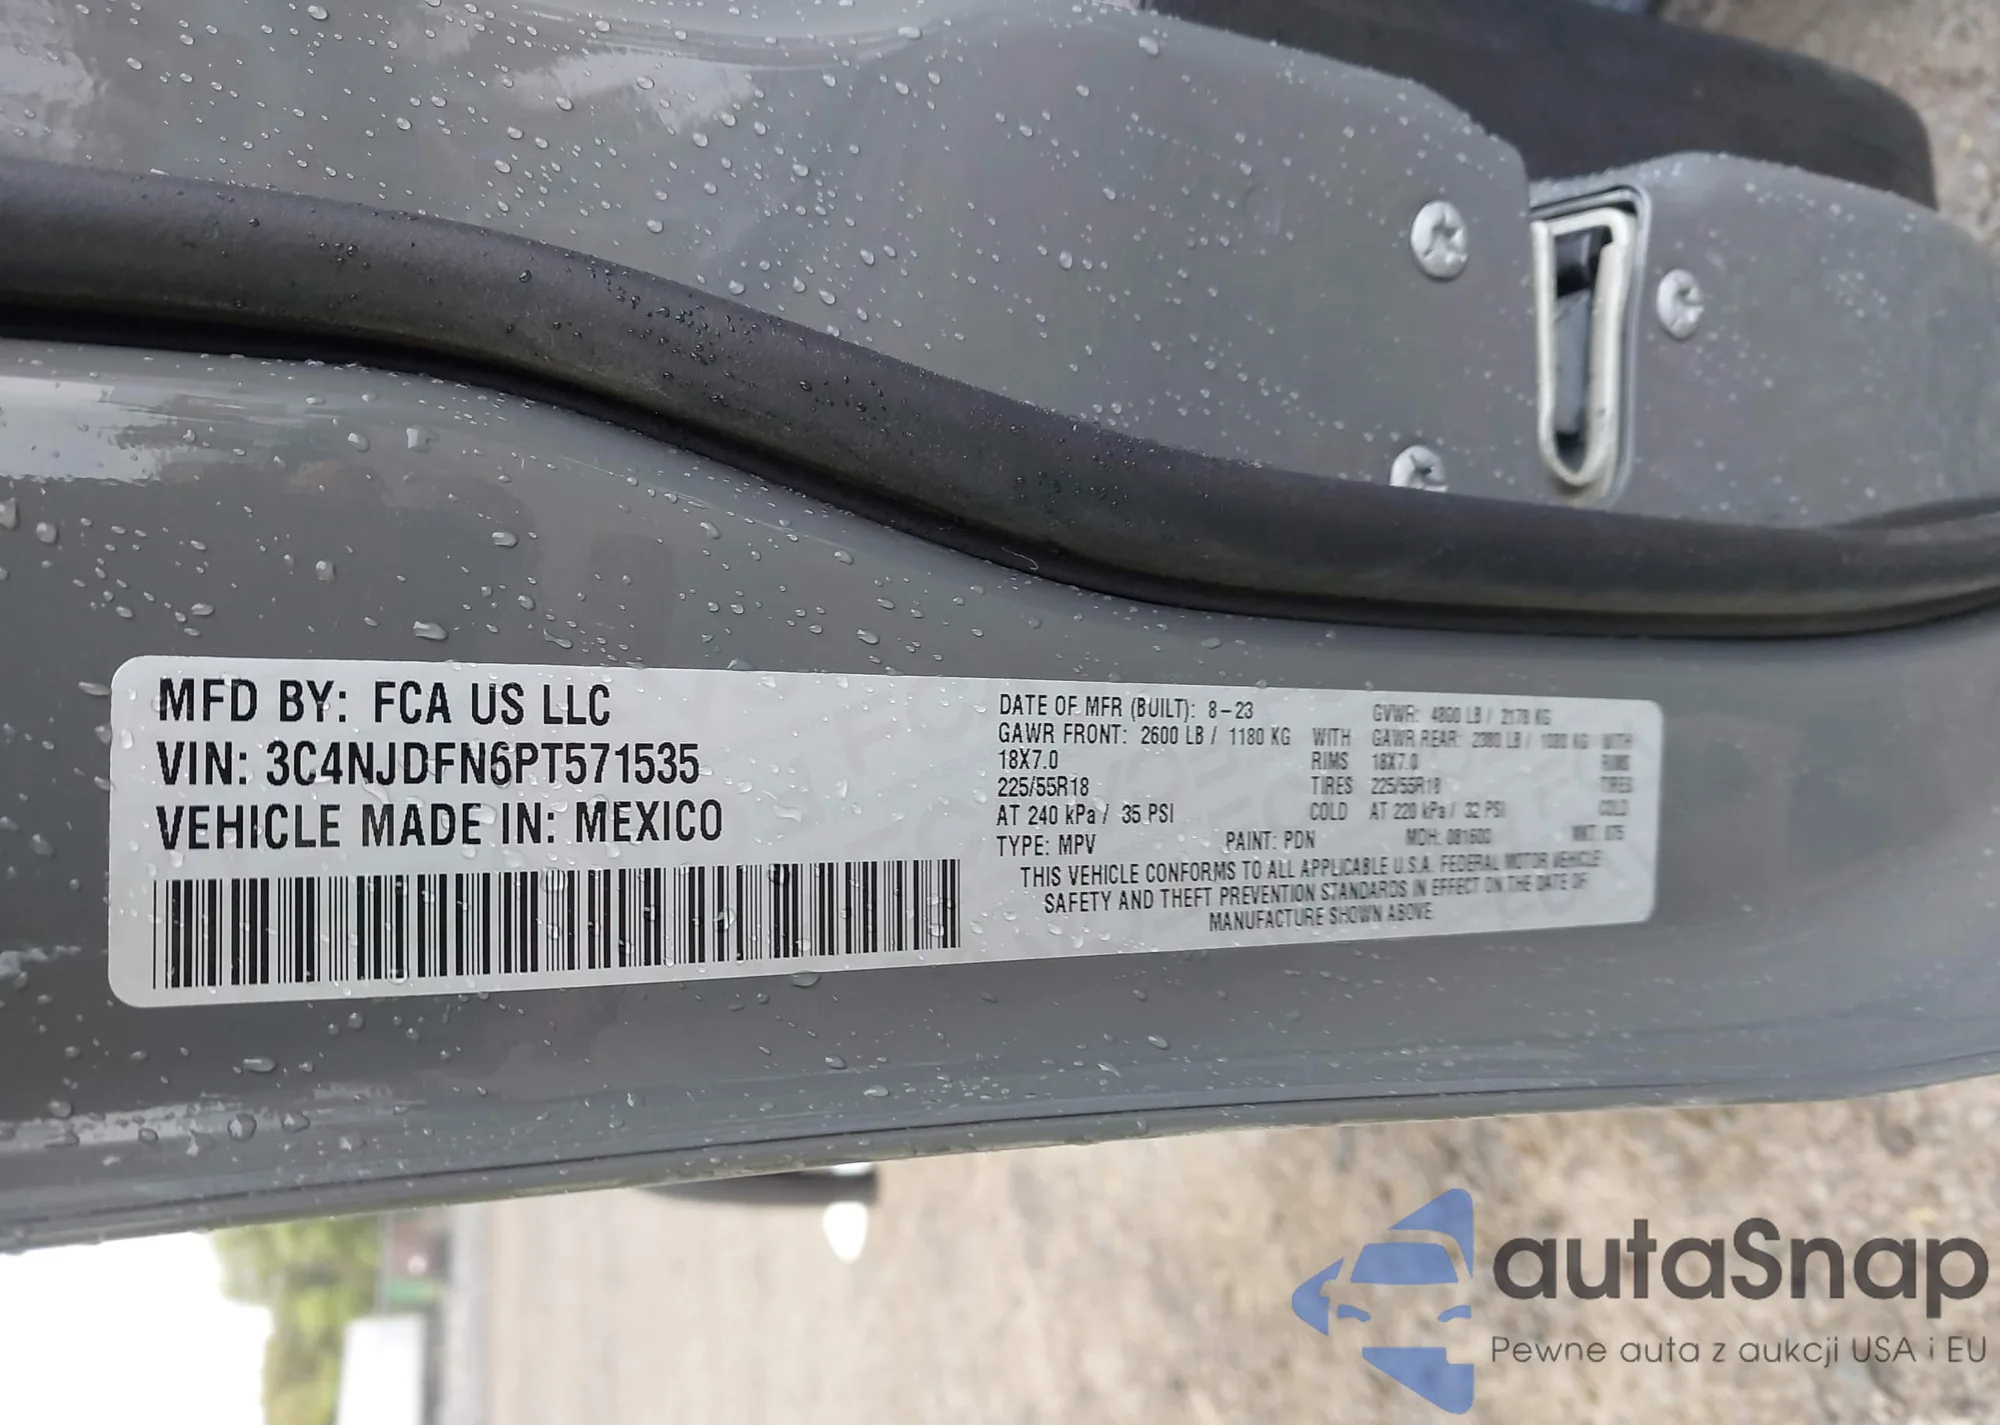 MFD BY: FCA US LLC
VIN: 3C4NJDFN6PT571535
VEHICLE MADE IN: MEXICO
DATE OF MFR (BUILT): 8-23 GVWR: 4800 LB / 2178 KG
GAWR FRONT: 2600 LB / 1180 KG WITH GAWR REAR: 2380 LB / 1080 KG WITH
18X7.0 RIMS 18X7.0 RIMS
225/55R18 TIRES 225/55R18 TIRES
AT 240 kPa / 35 PSI COLD AT 220 kPa / 32 PSI COLD
TYPE: MPV PAINT: PDN MDH: 081600 MKT: 075
THIS VEHICLE CONFORMS TO ALL APPLICABLE U.S.A. FEDERAL MOTOR VEHICLE
SAFETY AND THEFT PREVENTION STANDARDS IN EFFECT ON THE DATE OF
MANUFACTURE SHOWN ABOVE
autaSnap
Pewne auta z aukcji USA i EU